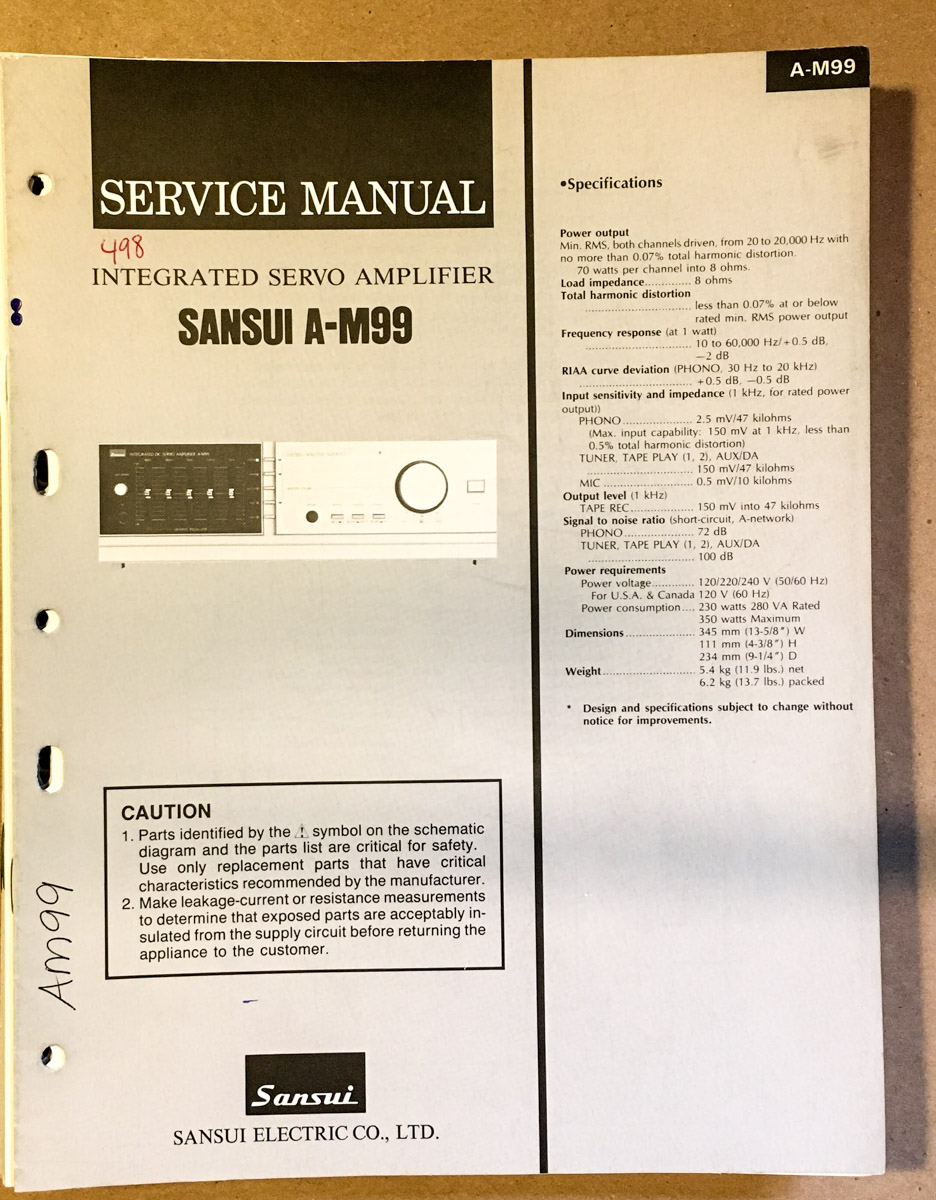 A-M99
SERVICE MANUAL
498
INTEGRATED SERVO AMPLIFIER
SANSUI A-M99
CAUTION
1. Parts identified by the ⚠ symbol on the schematic
diagram and the parts list are critical for safety.
Use only replacement parts that have critical
characteristics recommended by the manufacturer.
2. Make leakage-current or resistance measurements
to determine that exposed parts are acceptably in-
sulated from the supply circuit before returning the
appliance to the customer.
AM99
Sansui
SANSUI ELECTRIC CO., LTD.
•Specifications
Power output
Min. RMS, both channels driven, from 20 to 20,000 Hz with
no more than 0.07% total harmonic distortion.
70 watts per channel into 8 ohms.
Load impedance.............. 8 ohms
Total harmonic distortion
................................ less than 0.07% at or below
rated min. RMS power output
Frequency response (at 1 watt)
................................ 10 to 60,000 Hz/+0.5 dB,
−2 dB
RIAA curve deviation (PHONO, 30 Hz to 20 kHz)
.................................. +0.5 dB, −0.5 dB
Input sensitivity and impedance (1 kHz, for rated power
output))
PHONO..................... 2.5 mV/47 kilohms
(Max. input capability: 150 mV at 1 kHz, less than
0.5% total harmonic distortion)
TUNER, TAPE PLAY (1, 2), AUX/DA
................................ 150 mV/47 kilohms
MIC ........................... 0.5 mV/10 kilohms
Output level (1 kHz)
TAPE REC................... 150 mV into 47 kilohms
Signal to noise ratio (short-circuit, A-network)
PHONO...................... 72 dB
TUNER, TAPE PLAY (1, 2), AUX/DA
................................ 100 dB
Power requirements
Power voltage............. 120/220/240 V (50/60 Hz)
For U.S.A. & Canada 120 V (60 Hz)
Power consumption.... 230 watts 280 VA Rated
350 watts Maximum
Dimensions..................... 345 mm (13-5/8″) W
111 mm (4-3/8″) H
234 mm (9-1/4″) D
Weight............................ 5.4 kg (11.9 lbs.) net
6.2 kg (13.7 lbs.) packed
* Design and specifications subject to change without
notice for improvements.